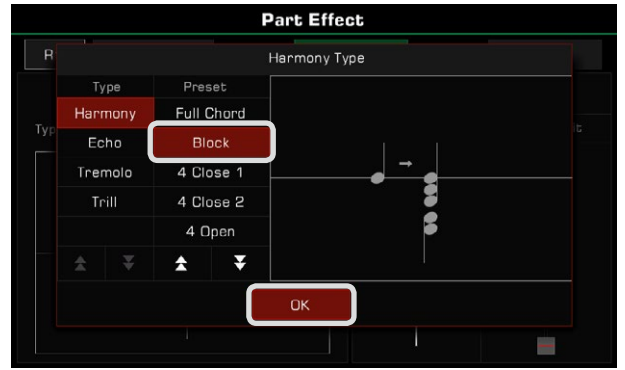 Part Effect
Harmony Type
Type Preset
Harmony Full Chord
Echo Block
Tremolo 4 Close 1
Trill 4 Close 2
4 Open
OK